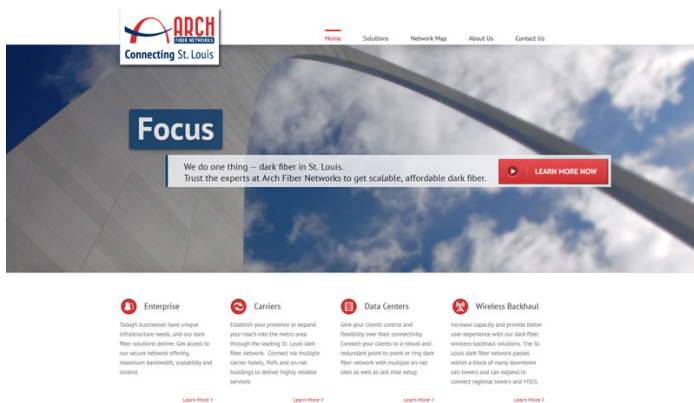 ARCH
FIBER NETWORKS
Connecting St. Louis
Home Solutions Network Map About Us Contact Us
Focus
We do one thing -- dark fiber in St. Louis.
Trust the experts at Arch Fiber Networks to get scalable, affordable dark fiber.
LEARN MORE NOW
Enterprise
Today's businesses have unique
infrastructure needs, and our dark
fiber solutions deliver. Get access to
our secure network offering
maximum bandwidth, scalability and
control.
Learn More >
Carriers
Establish your presence or expand
your reach into the metro area
through the leading St. Louis dark
fiber network. Connect via multiple
carrier hotels, PoPs and on-net
buildings to deliver highly reliable
services.
Learn More >
Data Centers
Give your clients control and
flexibility over their connectivity.
Connect your clients to a robust and
redundant point-to-point or ring dark
fiber network with multiple on-net
sites as well as last mile setup.
Learn More >
Wireless Backhaul
Increase capacity and provide better
user experience with our dark fiber
wireless backhaul solutions. The St.
Louis dark fiber network passes
within a block of many downtown
cell towers and can expand to
connect regional towers and MSCs.
Learn More >